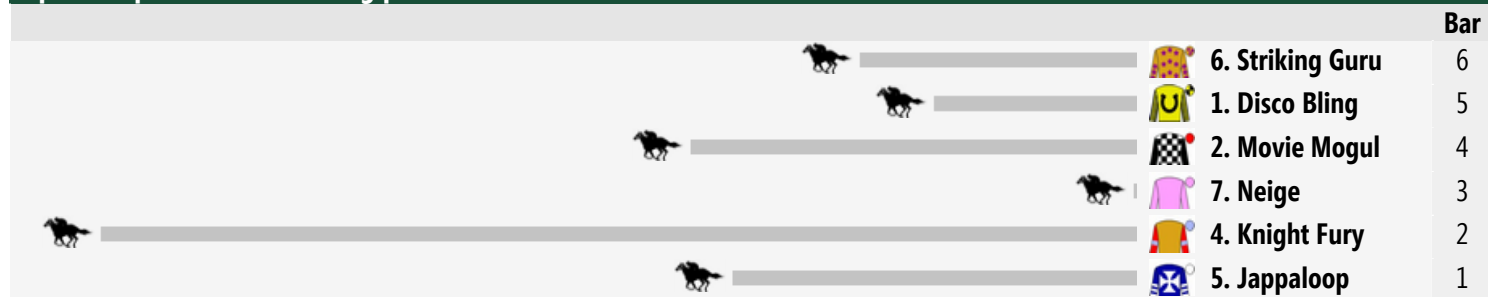 Bar
6. Striking Guru 6
1. Disco Bling 5
2. Movie Mogul 4
7. Neige 3
4. Knight Fury 2
5. Jappaloop 1